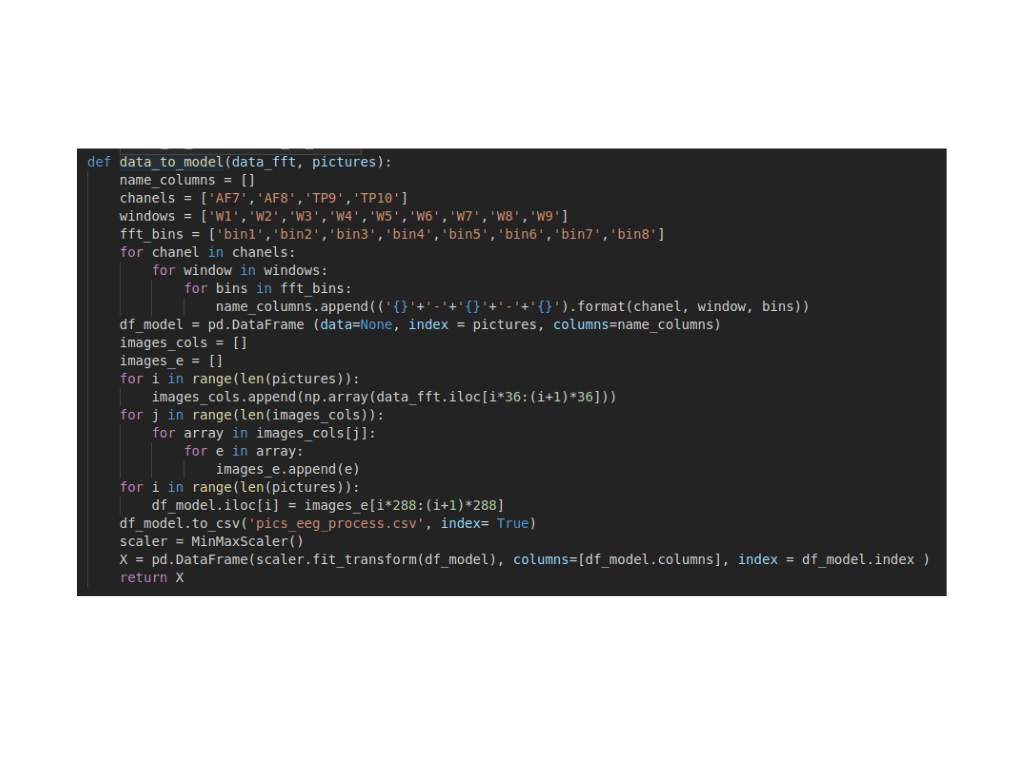 def data_to_model(data_fft, pictures):
    name_columns = []
    chanels = ['AF7','AF8','TP9','TP10']
    windows = ['W1','W2','W3','W4','W5','W6','W7','W8','W9']
    fft_bins = ['bin1','bin2','bin3','bin4','bin5','bin6','bin7','bin8']
    for chanel in chanels:
        for window in windows:
            for bins in fft_bins:
                name_columns.append(('{}'+'-'+'{}'+'-'+'{}').format(chanel, window, bins))
    df_model = pd.DataFrame (data=None, index = pictures, columns=name_columns)
    images_cols = []
    images_e = []
    for i in range(len(pictures)):
        images_cols.append(np.array(data_fft.iloc[i*36:(i+1)*36]))
    for j in range(len(images_cols)):
        for array in images_cols[j]:
            for e in array:
                images_e.append(e)
    for i in range(len(pictures)):
        df_model.iloc[i] = images_e[i*288:(i+1)*288]
    df_model.to_csv('pics_eeg_process.csv', index= True)
    scaler = MinMaxScaler()
    X = pd.DataFrame(scaler.fit_transform(df_model), columns=[df_model.columns], index = df_model.index )
    return X